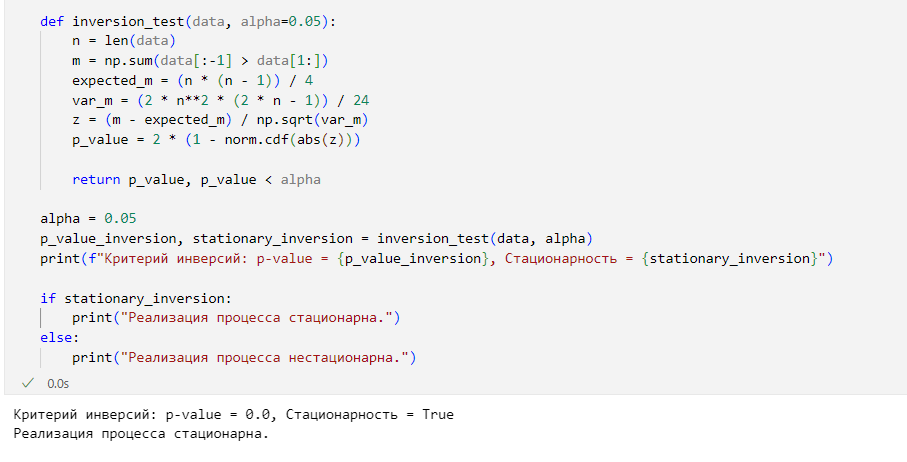 def inversion_test(data, alpha=0.05):
    n = len(data)
    m = np.sum(data[:-1] > data[1:])
    expected_m = (n * (n - 1)) / 4
    var_m = (2 * n**2 * (2 * n - 1)) / 24
    z = (m - expected_m) / np.sqrt(var_m)
    p_value = 2 * (1 - norm.cdf(abs(z)))
    return p_value, p_value < alpha
alpha = 0.05
p_value_inversion, stationary_inversion = inversion_test(data, alpha)
print(f"Критерий инверсий: p-value = {p_value_inversion}, Стационарность = {stationary_inversion}")
if stationary_inversion:
    print("Реализация процесса стационарна.")
else:
    print("Реализация процесса нестационарна.")
✓ 0.0s
Критерий инверсий: p-value = 0.0, Стационарность = True
Реализация процесса стационарна.